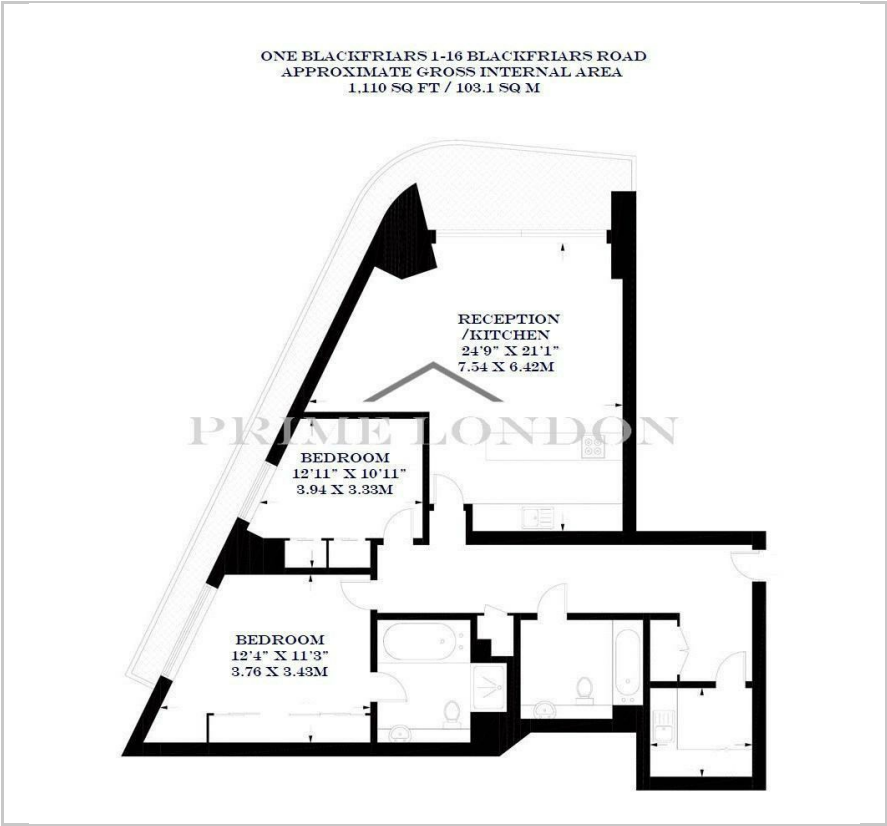 ONE BLACKFRIARS 1-16 BLACKFRIARS ROAD
APPROXIMATE GROSS INTERNAL AREA
1,110 SQ FT / 103.1 SQ M
RECEPTION
/KITCHEN
24'9" X 21'1"
7.54 X 6.42M
PRIME LONDON
BEDROOM
12'11" X 10'11"
3.94 X 3.33M
BEDROOM
12'4" X 11'3"
3.76 X 3.43M